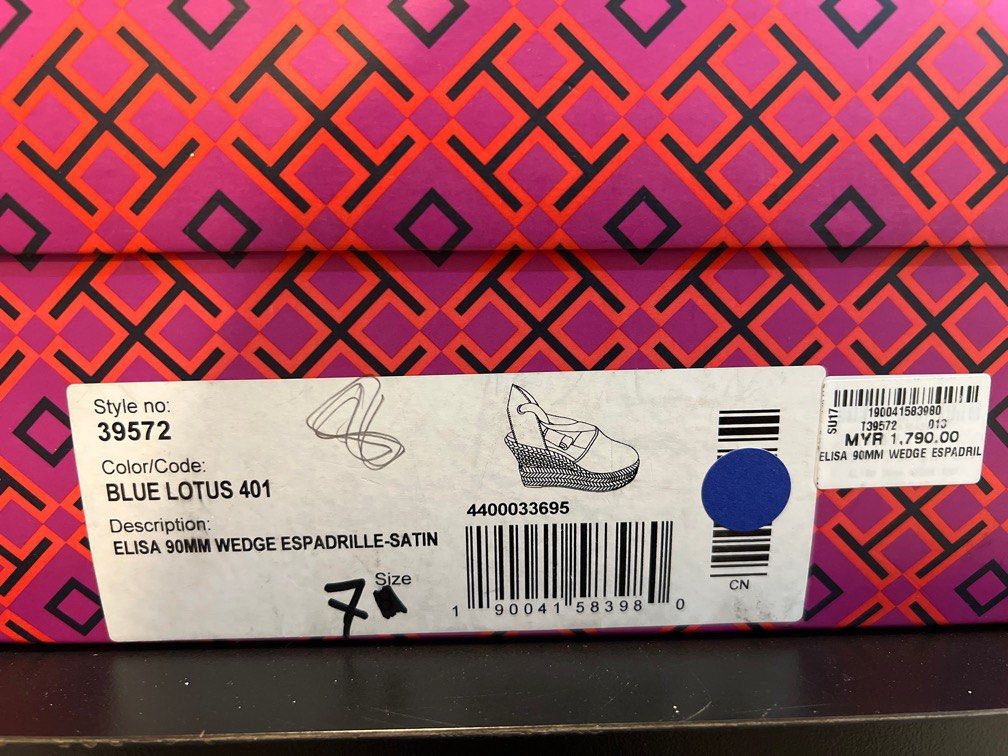 Style no:
39572
Color/Code:
BLUE LOTUS 401
Description:
ELISA 90MM WEDGE ESPADRILLE-SATIN
Size
7
8
4400033695
1 90041 58398 0
CN
SU17
190041583980
T39572 013
MYR 1,790.00
ELISA 90MM WEDGE ESPADRIL